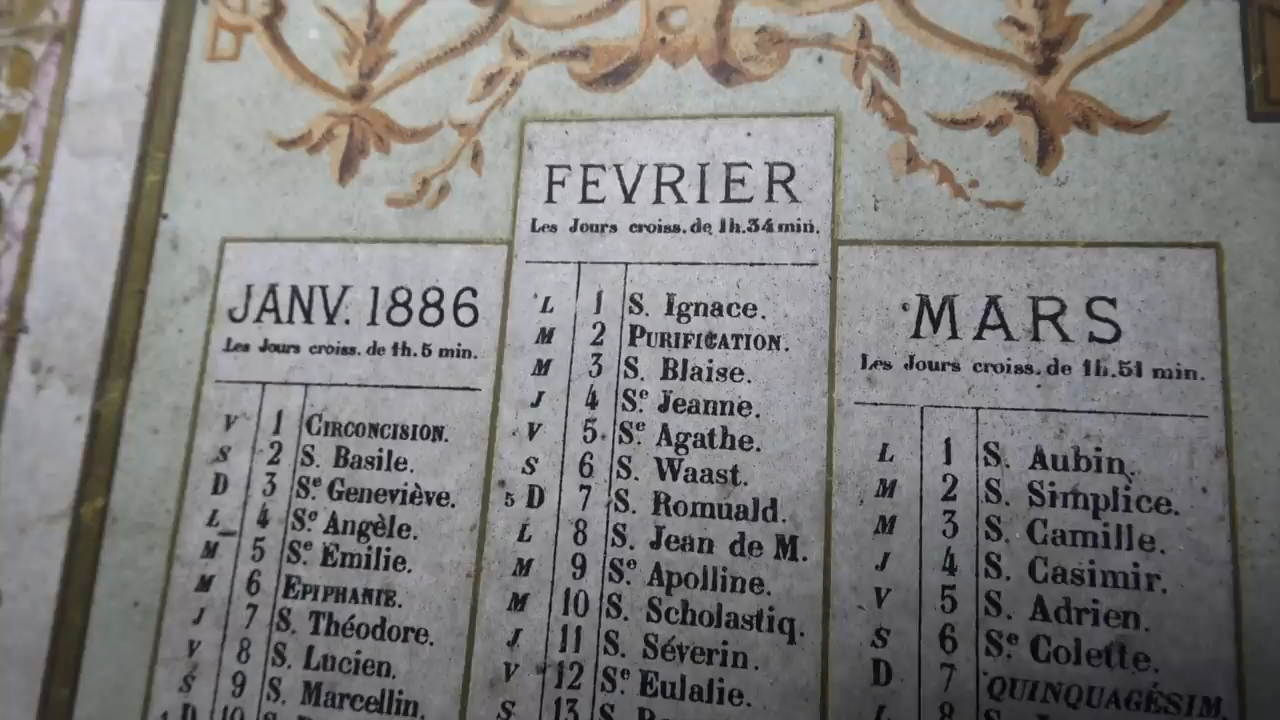 JANV. 1886
Les Jours croiss. de 1h. 5 min.
V 1 CIRCONCISION.
S 2 S. Basile.
D 3 Se Geneviève.
L 4 Se Angèle.
M 5 Se Emilie.
M 6 EPIPHANIE.
J 7 S. Théodore.
V 8 S. Lucien.
S 9 S. Marcellin.
D 10 S.
FEVRIER
Les Jours croiss. de 1h. 34 min.
L 1 S. Ignace.
M 2 PURIFICATION.
M 3 S. Blaise.
J 4 Se Jeanne.
V 5 Se Agathe.
S 6 S. Waast.
5 D 7 S. Romuald.
L 8 S. Jean de M.
M 9 Se Apolline.
M 10 S. Scholastiq.
J 11 S. Séverin.
V 12 Se Eulalie.
S 13 S.
MARS
Les Jours croiss. de 1h. 51 min.
L 1 S. Aubin.
M 2 S. Simplice.
M 3 S. Camille.
J 4 S. Casimir.
V 5 S. Adrien.
S 6 Se Colette.
D 7 QUINQUAGÉSIM.
L 8 S.